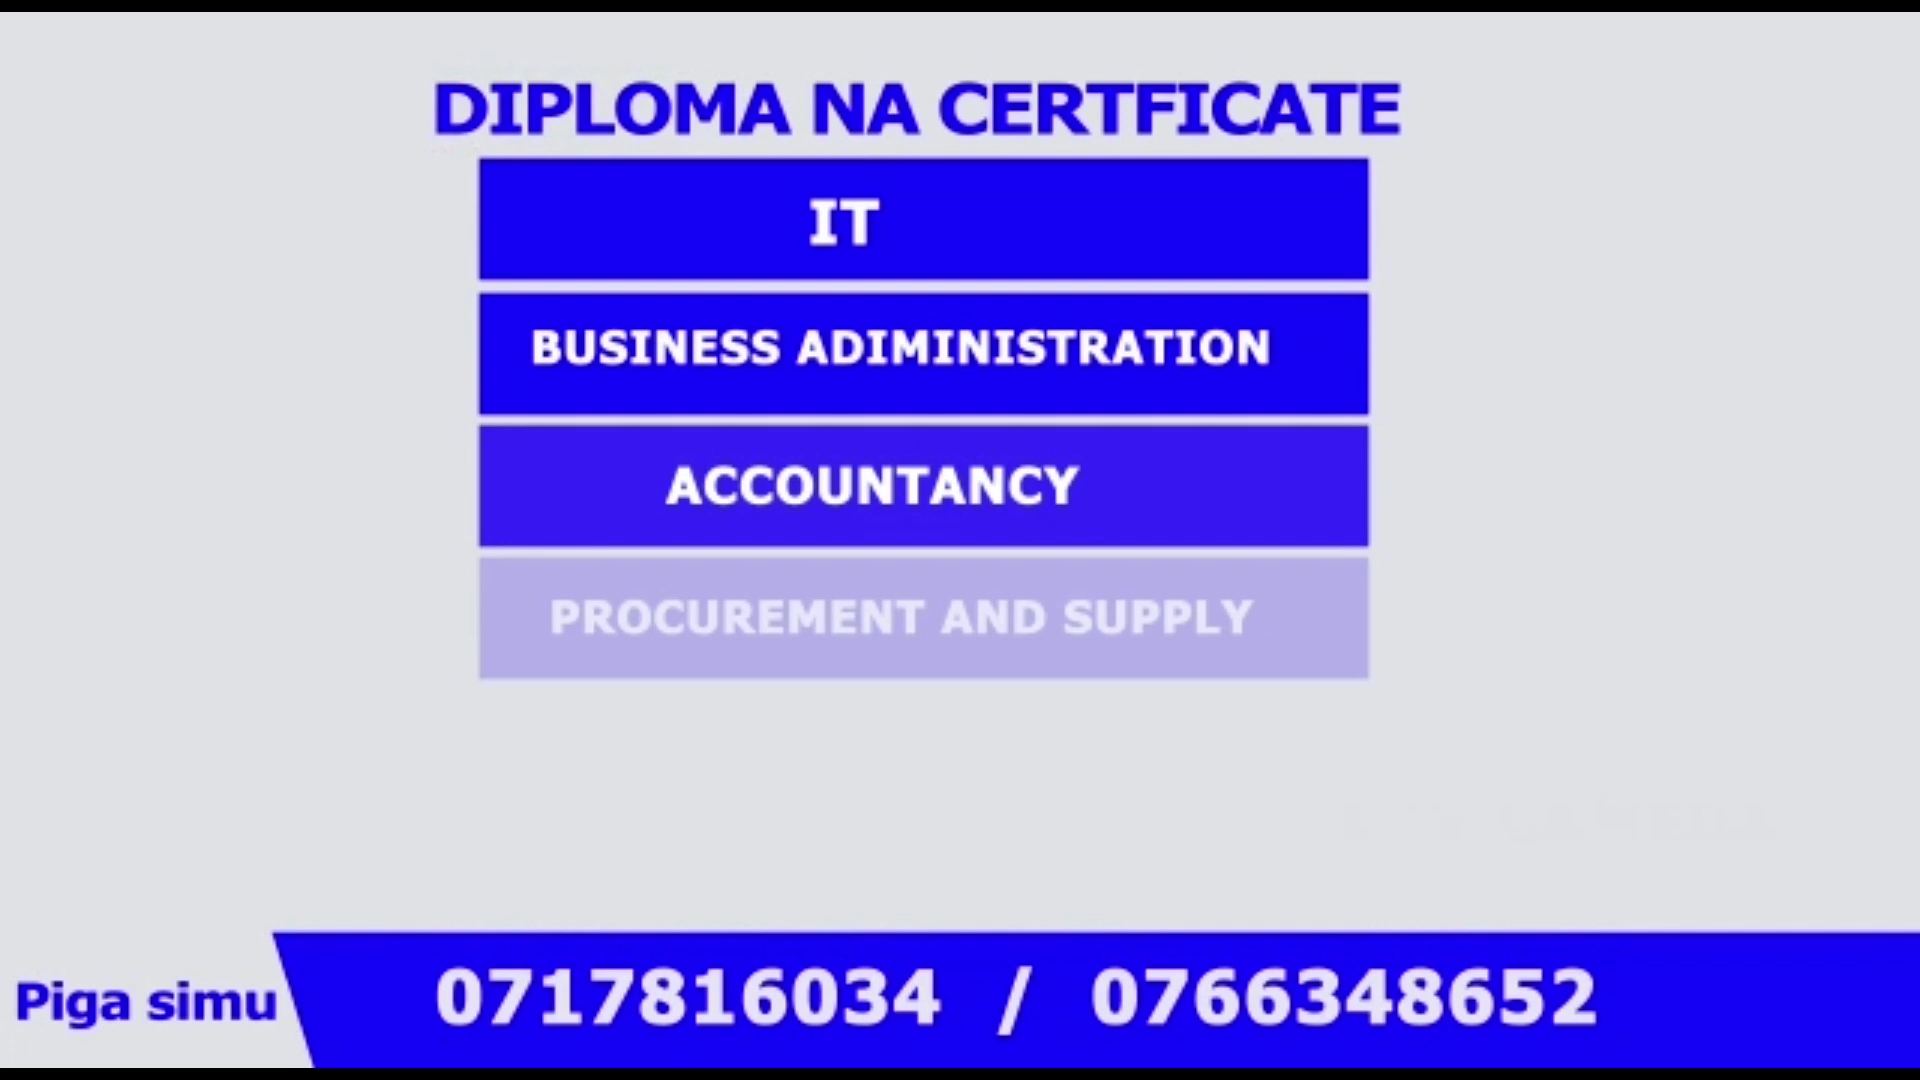 DIPLOMA NA CERTFICATE
IT
BUSINESS ADIMINISTRATION
ACCOUNTANCY
PROCUREMENT AND SUPPLY
Piga simu 0717816034 / 0766348652